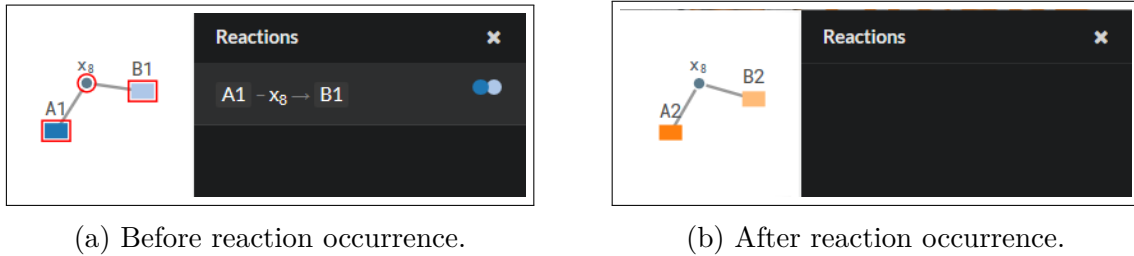 Reactions ✖
x₈
B1
A1
A1 – x₈ → B1
(a) Before reaction occurrence.
Reactions ✖
x₈
B2
A2
(b) After reaction occurrence.